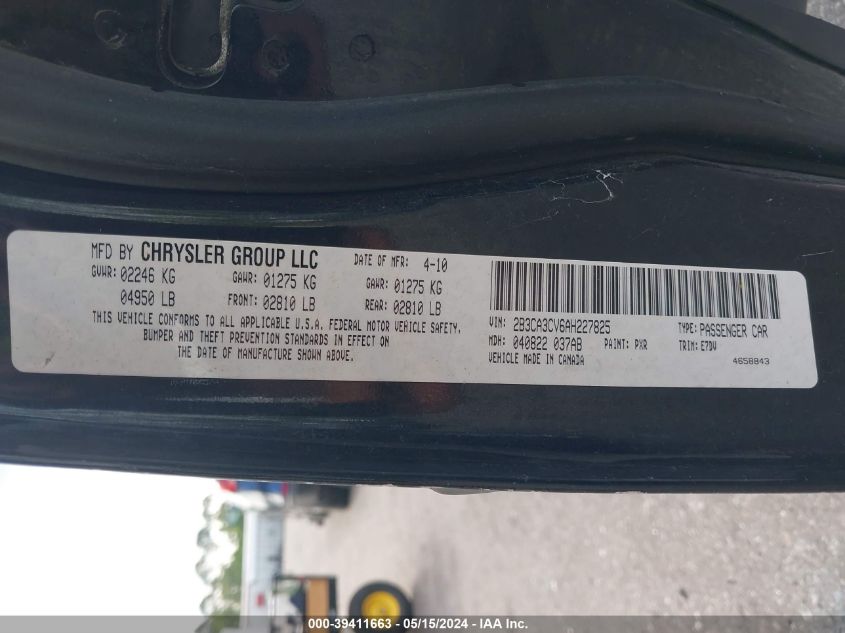 MFD BY CHRYSLER GROUP LLC DATE OF MFR: 4-10
GVWR: 02246 KG GAWR: 01275 KG GAWR: 01275 KG
04950 LB FRONT: 02810 LB REAR: 02810 LB
THIS VEHICLE CONFORMS TO ALL APPLICABLE U.S.A. FEDERAL MOTOR VEHICLE SAFETY,
BUMPER AND THEFT PREVENTION STANDARDS IN EFFECT ON
THE DATE OF MANUFACTURE SHOWN ABOVE.
VIN: 2B3CA3CV6AH227825 TYPE: PASSENGER CAR
MDH: 040822 037AB PAINT: PXR TRIM: E7DV
VEHICLE MADE IN CANADA 4658843
000-39411663 - 05/15/2024 - IAA Inc.